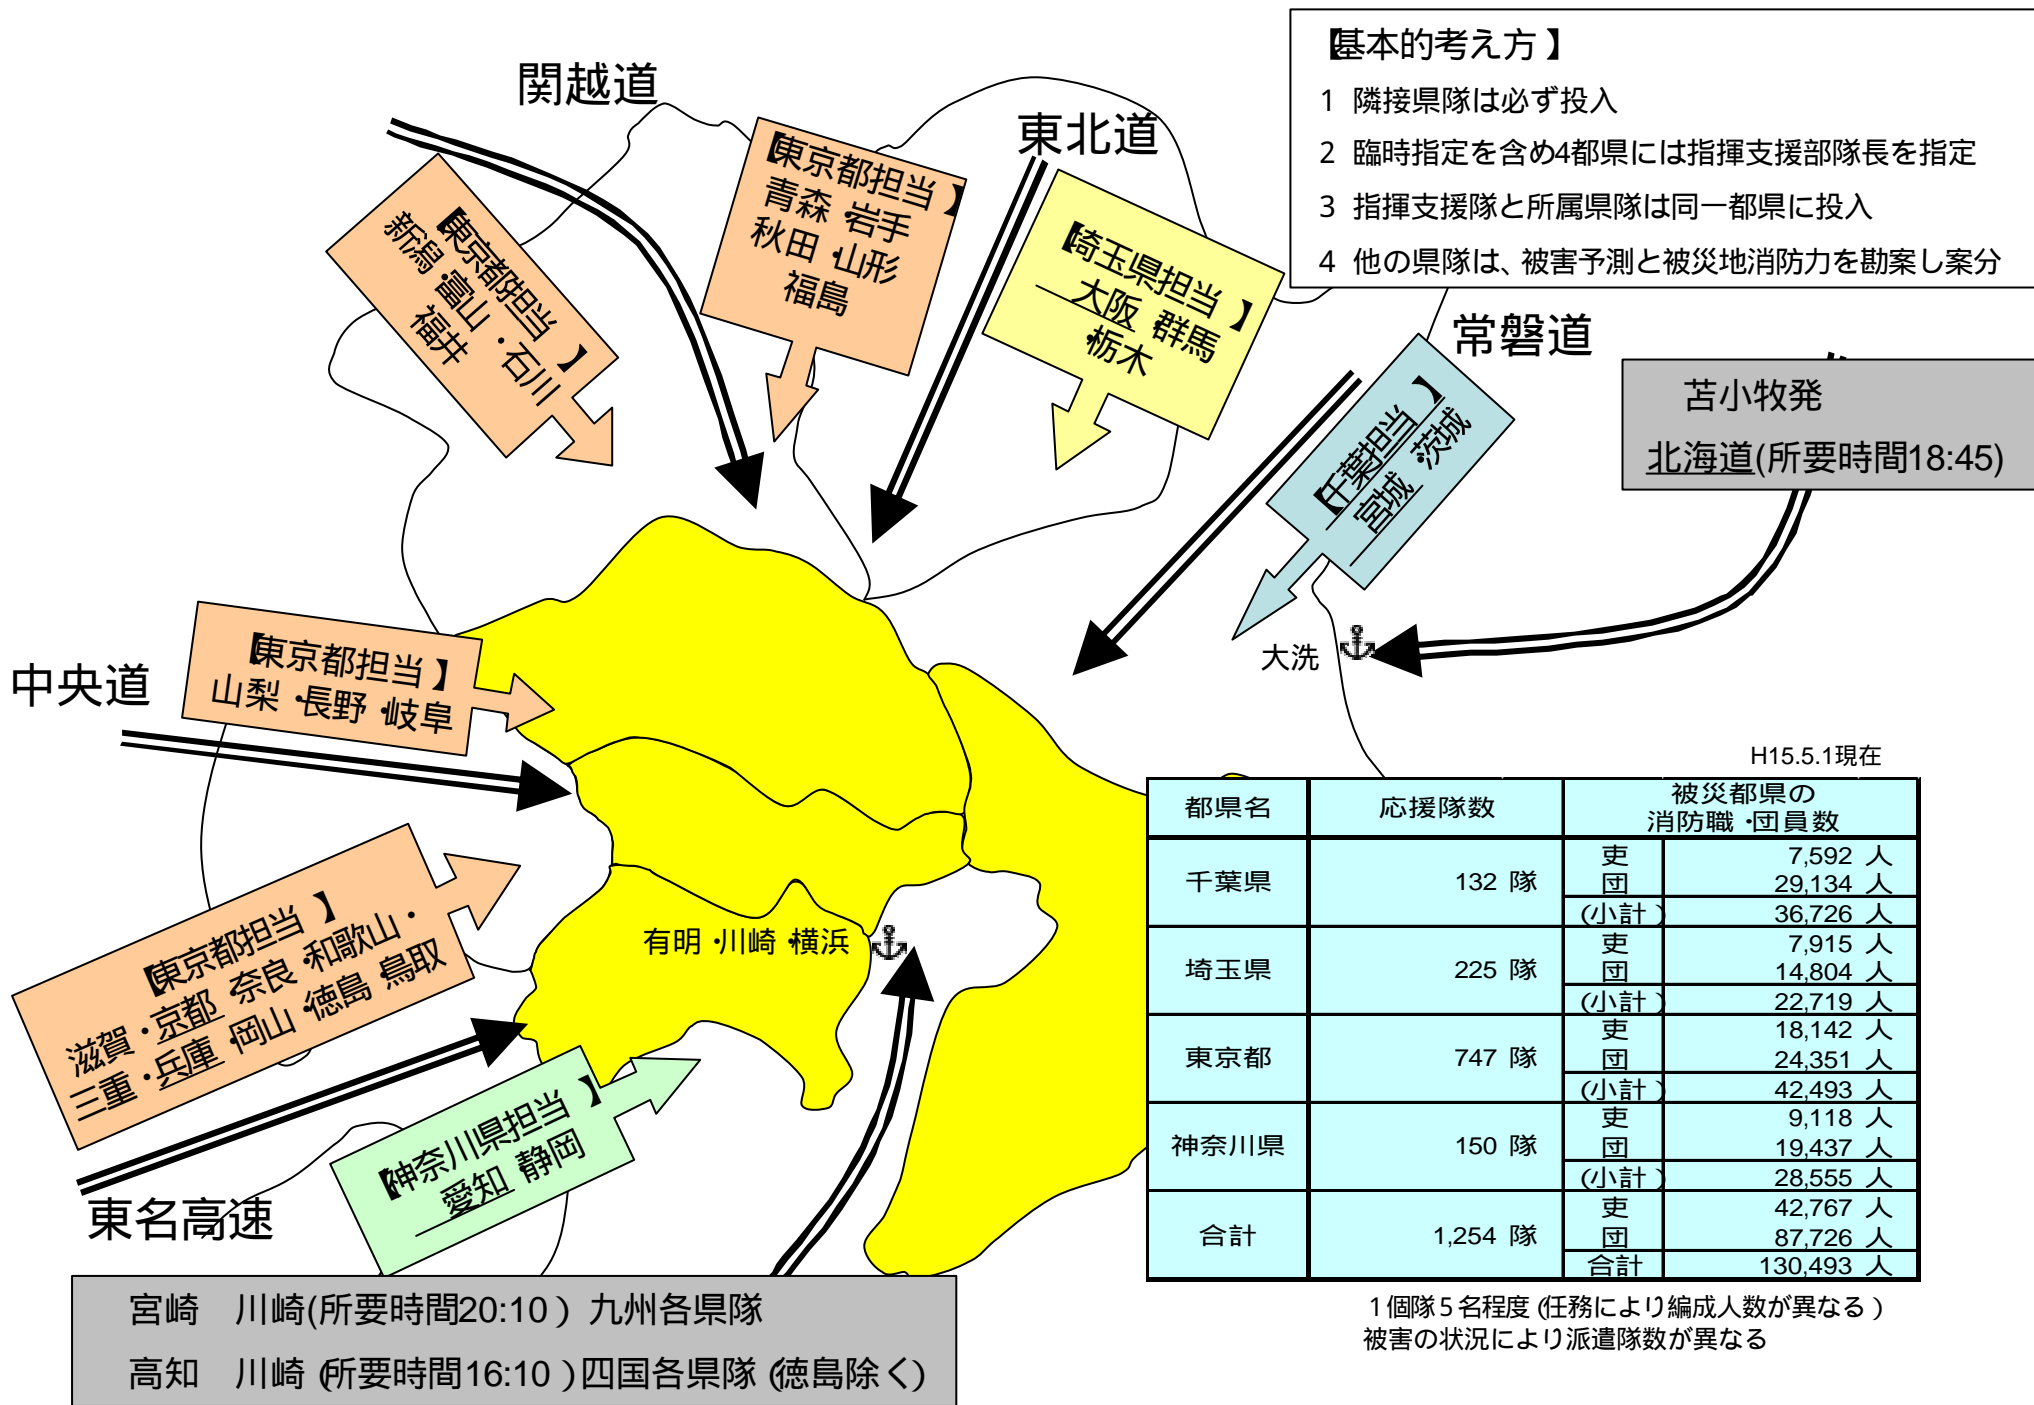 【基本的考え方】
1 隣接県隊は必ず投入
2 臨時指定を含め4都県には指揮支援部隊長を指定
3 指揮支援隊と所属県隊は同一都県に投入
4 他の県隊は、被害予測と被災地消防力を勘案し案分
関越道
東北道
【東京都担当】
新潟・富山・石川
福井
【東京都担当】
青森・岩手
秋田・山形
福島
【埼玉県担当】
大阪・群馬
・栃木
常磐道
【千葉担当】
宮城・茨城
苫小牧発
北海道(所要時間18:45)
大洗
中央道
【東京都担当】
山梨・長野・岐阜
【東京都担当】
滋賀・京都・奈良・和歌山・
三重・兵庫・岡山・徳島・鳥取
有明・川崎・横浜
東名高速
【神奈川県担当】
愛知・静岡
宮崎 川崎(所要時間20:10)九州各県隊
高知 川崎(所要時間16:10)四国各県隊(徳島除く)
H15.5.1現在
都県名 応援隊数 被災都県の
消防職・団員数
千葉県 132 隊 吏 7,592 人
団 29,134 人
(小計) 36,726 人
埼玉県 225 隊 吏 7,915 人
団 14,804 人
(小計) 22,719 人
東京都 747 隊 吏 18,142 人
団 24,351 人
(小計) 42,493 人
神奈川県 150 隊 吏 9,118 人
団 19,437 人
(小計) 28,555 人
合計 1,254 隊 吏 42,767 人
団 87,726 人
合計 130,493 人
1個隊5名程度(任務により編成人数が異なる)
被害の状況により派遣隊数が異なる